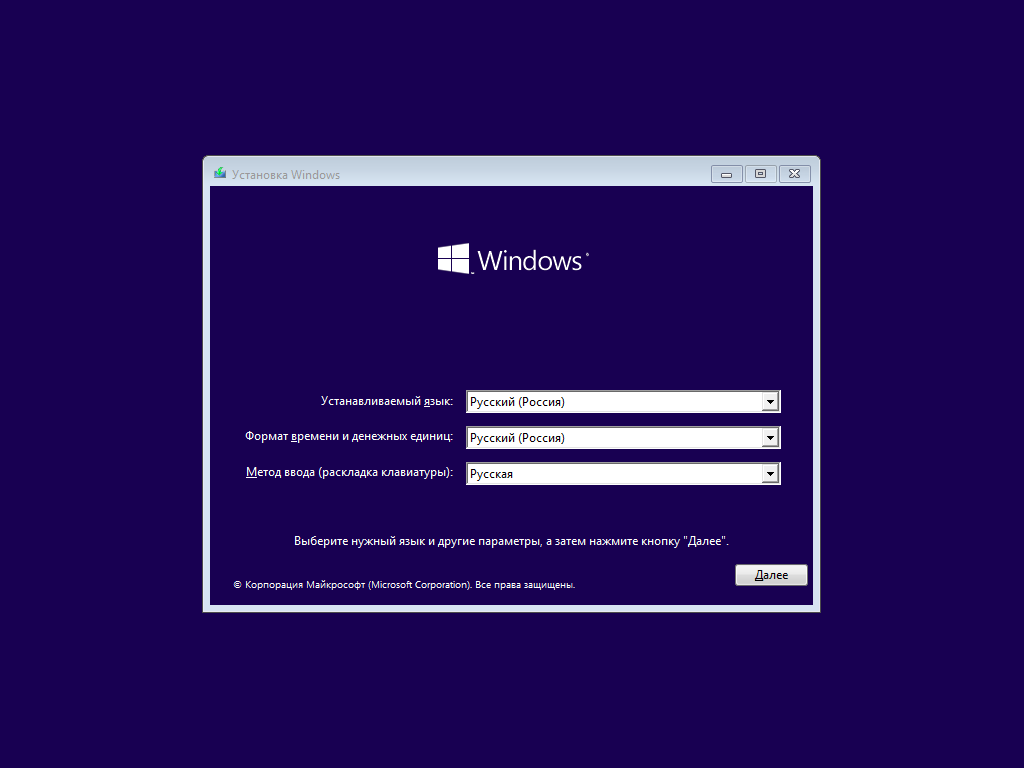 Установка Windows
Windows
Устанавливаемый язык: Русский (Россия)
Формат времени и денежных единиц: Русский (Россия)
Метод ввода (раскладка клавиатуры): Русская
Выберите нужный язык и другие параметры, а затем нажмите кнопку "Далее".
Далее
© Корпорация Майкрософт (Microsoft Corporation). Все права защищены.